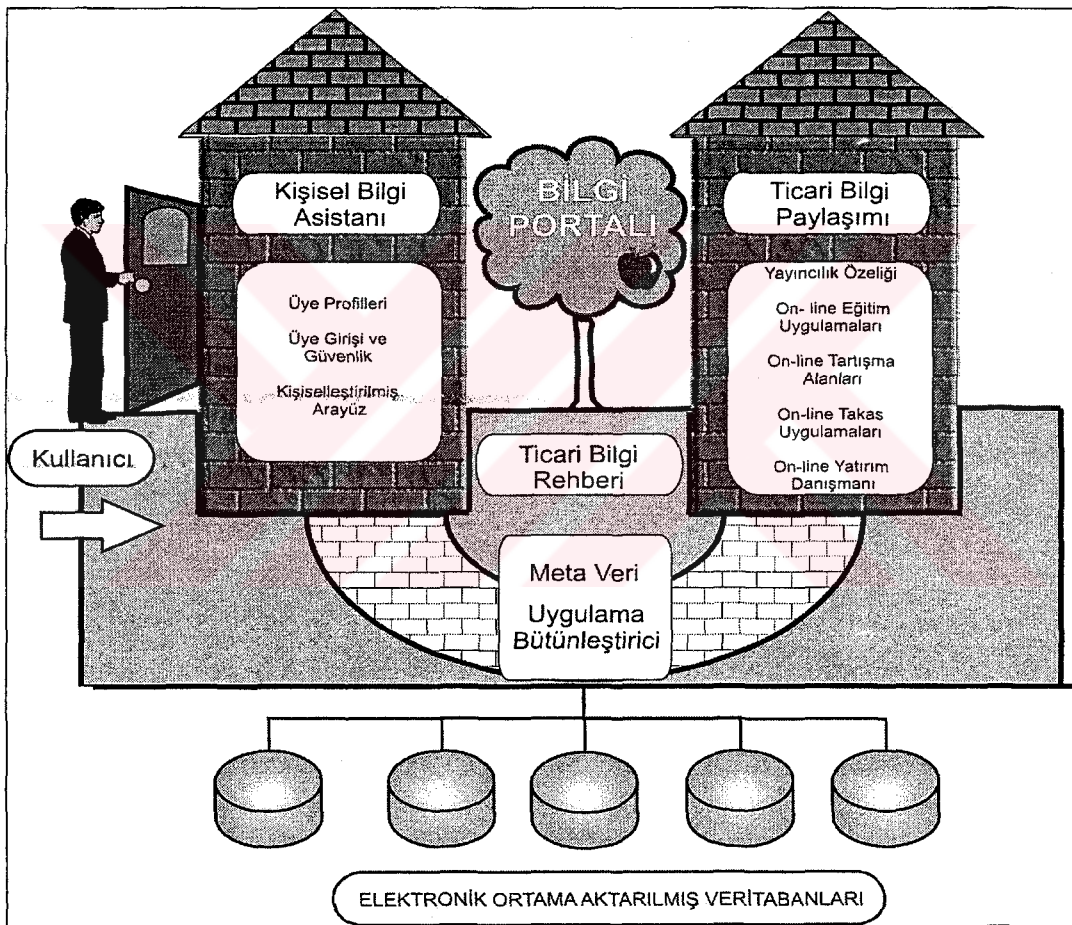 Kişisel Bilgi
Asistanı
Üye Profilleri
Üye Girişi ve
Güvenlik
Kişiselleştirilmiş
Arayüz
BİLGİ
PORTALI
Ticari Bilgi
Paylaşımı
Yayıncılık Özeliği
On- line Eğitim
Uygulamaları
On-line Tartışma
Alanları
On-line Takas
Uygulamaları
On-line Yatırım
Danışmanı
Kullanıcı
Ticari Bilgi
Rehberi
Meta Veri
Uygulama
Bütünleştirici
ELEKTRONİK ORTAMA AKTARILMIŞ VERİTABANLARI